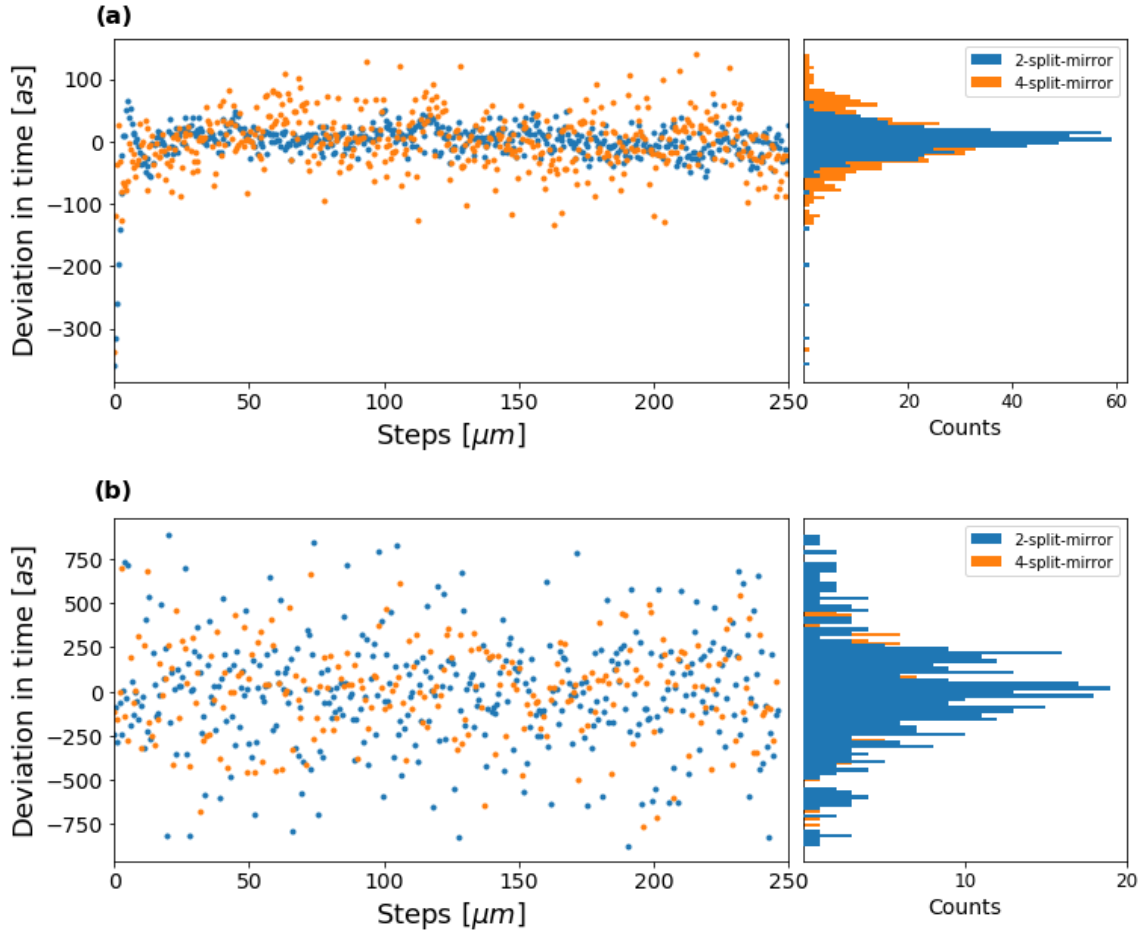 (a)
Deviation in time [as]
100
0
−100
−200
−300
0
50
100
150
200
250
Steps [μm]
2-split-mirror
4-split-mirror
20
40
60
Counts
(b)
Deviation in time [as]
750
500
250
0
−250
−500
−750
0
50
100
150
200
250
Steps [μm]
2-split-mirror
4-split-mirror
0
10
20
Counts